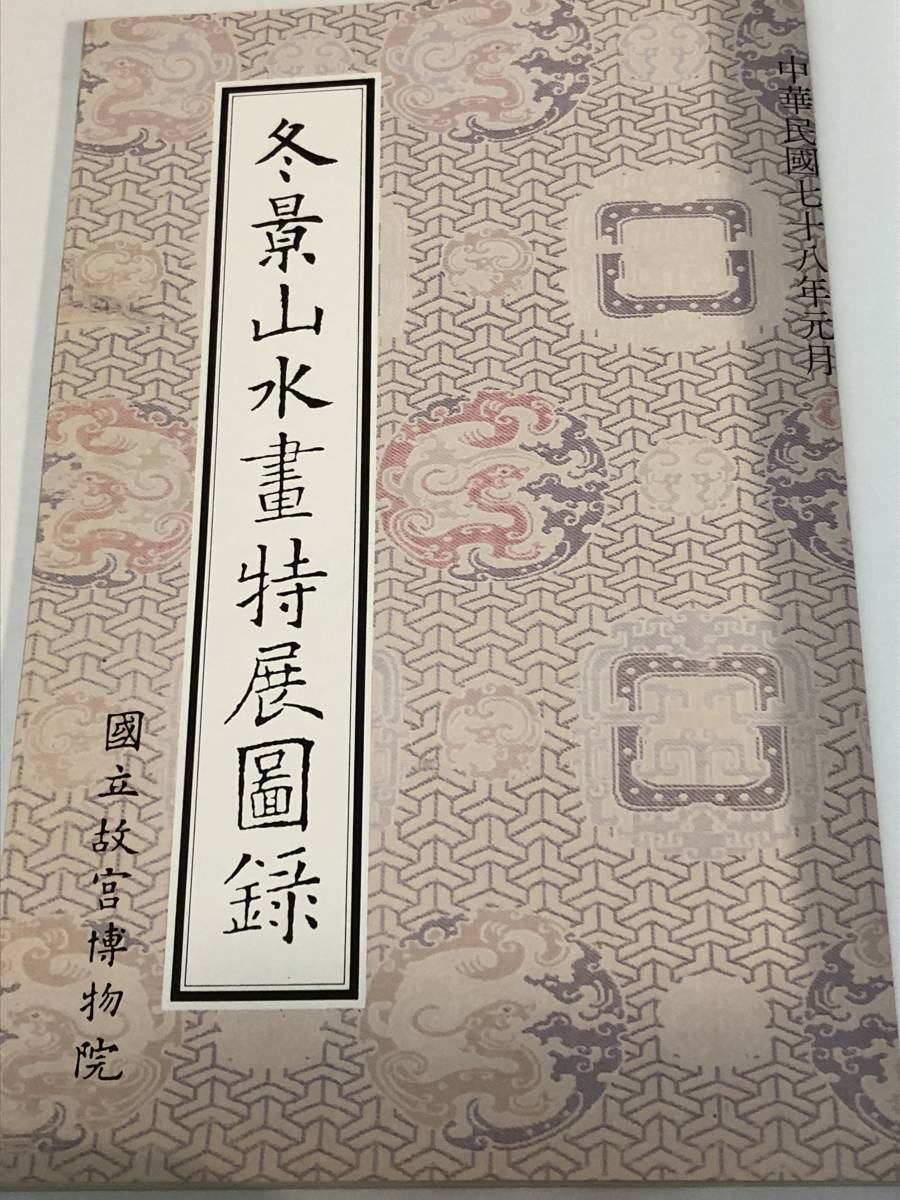 中華民國七十八年元月
冬景山水畫特展圖錄
國立故宮博物院